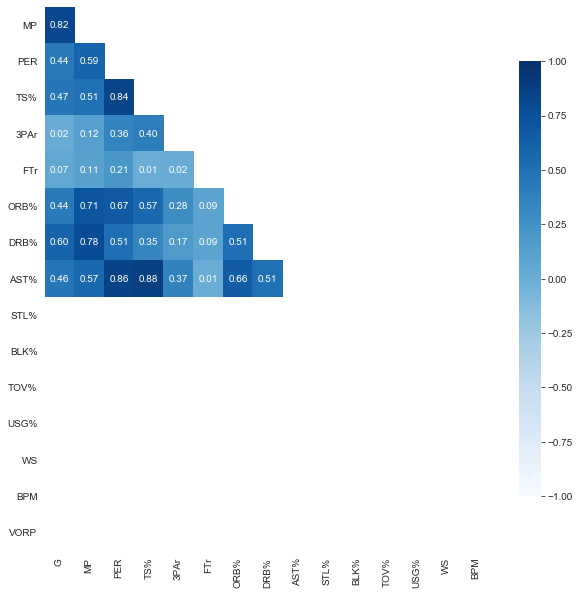 MP 0.82
PER 0.44 0.59
TS% 0.47 0.51 0.84
3PAr 0.02 0.12 0.36 0.40
FTr 0.07 0.11 0.21 0.01 0.02
ORB% 0.44 0.71 0.67 0.57 0.28 0.09
DRB% 0.60 0.78 0.51 0.35 0.17 0.09 0.51
AST% 0.46 0.57 0.86 0.88 0.37 0.01 0.66 0.51
STL%
BLK%
TOV%
USG%
WS
BPM
VORP
G MP PER TS% 3PAr FTr ORB% DRB% AST% STL% BLK% TOV% USG% WS BPM
1.00
0.75
0.50
0.25
0.00
−0.25
−0.50
−0.75
−1.00